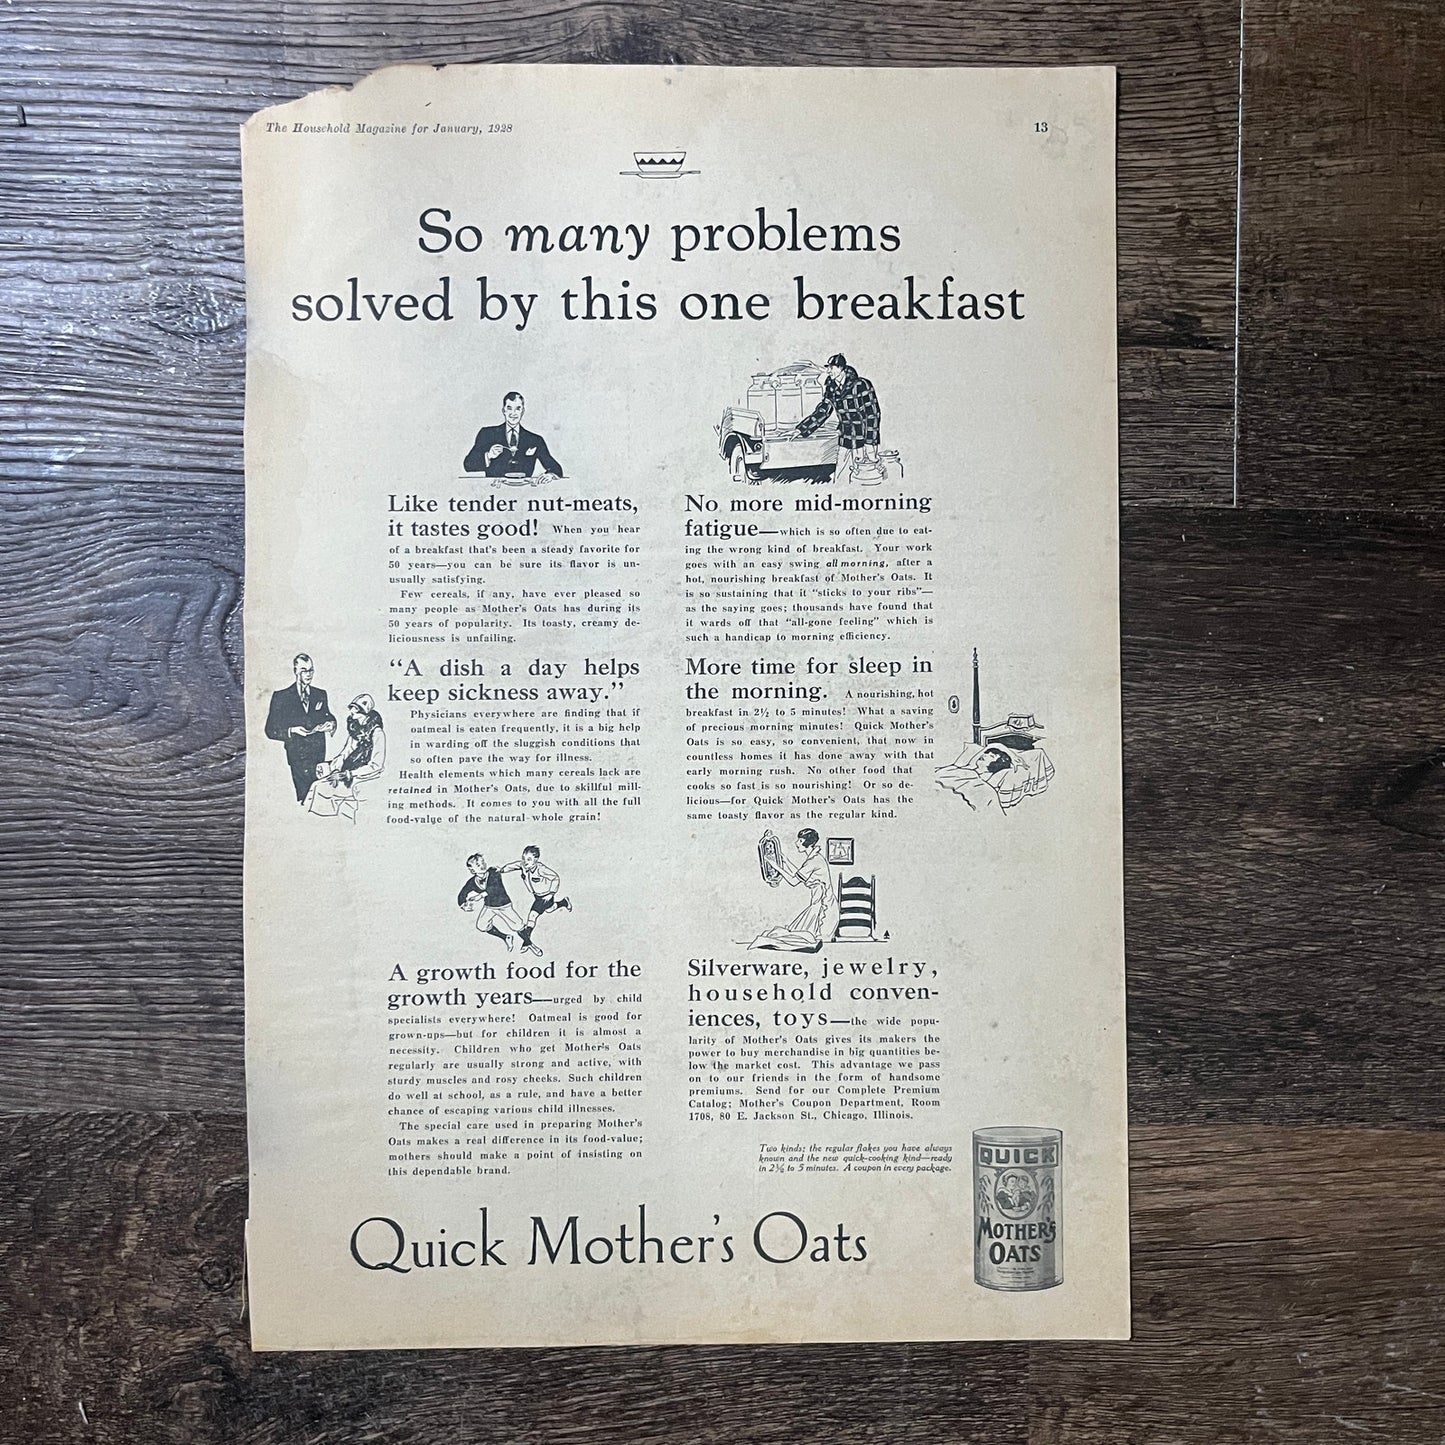 The Household Magazine for January, 1928
13
So many problems
solved by this one breakfast
Like tender nut-meats,
it tastes good! When you hear
of a breakfast that's been a steady favorite for
50 years—you can be sure its flavor is un-
usually satisfying.
Few cereals, if any, have ever pleased so
many people as Mother's Oats has during its
50 years of popularity. Its toasty, creamy de-
liciousness is unfailing.
"A dish a day helps
keep sickness away."
Physicians everywhere are finding that if
oatmeal is eaten frequently, it is a big help
in warding off the sluggish conditions that
so often pave the way for illness.
Health elements which many cereals lack are
retained in Mother's Oats, due to skillful mill-
ing methods. It comes to you with all the full
food-value of the natural whole grain!
A growth food for the
growth years—urged by child
specialists everywhere! Oatmeal is good for
grown-ups—but for children it is almost a
necessity. Children who get Mother's Oats
regularly are usually strong and active, with
sturdy muscles and rosy cheeks. Such children
do well at school, as a rule, and have a better
chance of escaping various child illnesses.
The special care used in preparing Mother's
Oats makes a real difference in its food-value;
mothers should make a point of insisting on
this dependable brand.
No more mid-morning
fatigue—which is so often due to eat-
ing the wrong kind of breakfast. Your work
goes with an easy swing all morning, after a
hot, nourishing breakfast of Mother's Oats. It
is so sustaining that it "sticks to your ribs"—
as the saying goes; thousands have found that
it wards off that "all-gone feeling" which is
such a handicap to morning efficiency.
More time for sleep in
the morning. A nourishing, hot
breakfast in 2½ to 5 minutes! What a saving
of precious morning minutes! Quick Mother's
Oats is so easy, so convenient, that now in
countless homes it has done away with that
early morning rush. No other food that
cooks so fast is so nourishing! Or so de-
licious—for Quick Mother's Oats has the
same toasty flavor as the regular kind.
Silverware, jewelry,
household conven-
iences, toys—the wide popu-
larity of Mother's Oats gives its makers the
power to buy merchandise in big quantities be-
low the market cost. This advantage we pass
on to our friends in the form of handsome
premiums. Send for our Complete Premium
Catalog; Mother's Coupon Department, Room
1708, 80 E. Jackson St., Chicago, Illinois.
Two kinds: the regular flakes you have always
known and the new quick-cooking kind—ready
in 2½ to 5 minutes. A coupon in every package.
QUICK
MOTHER'S
OATS
Quick Mother's Oats